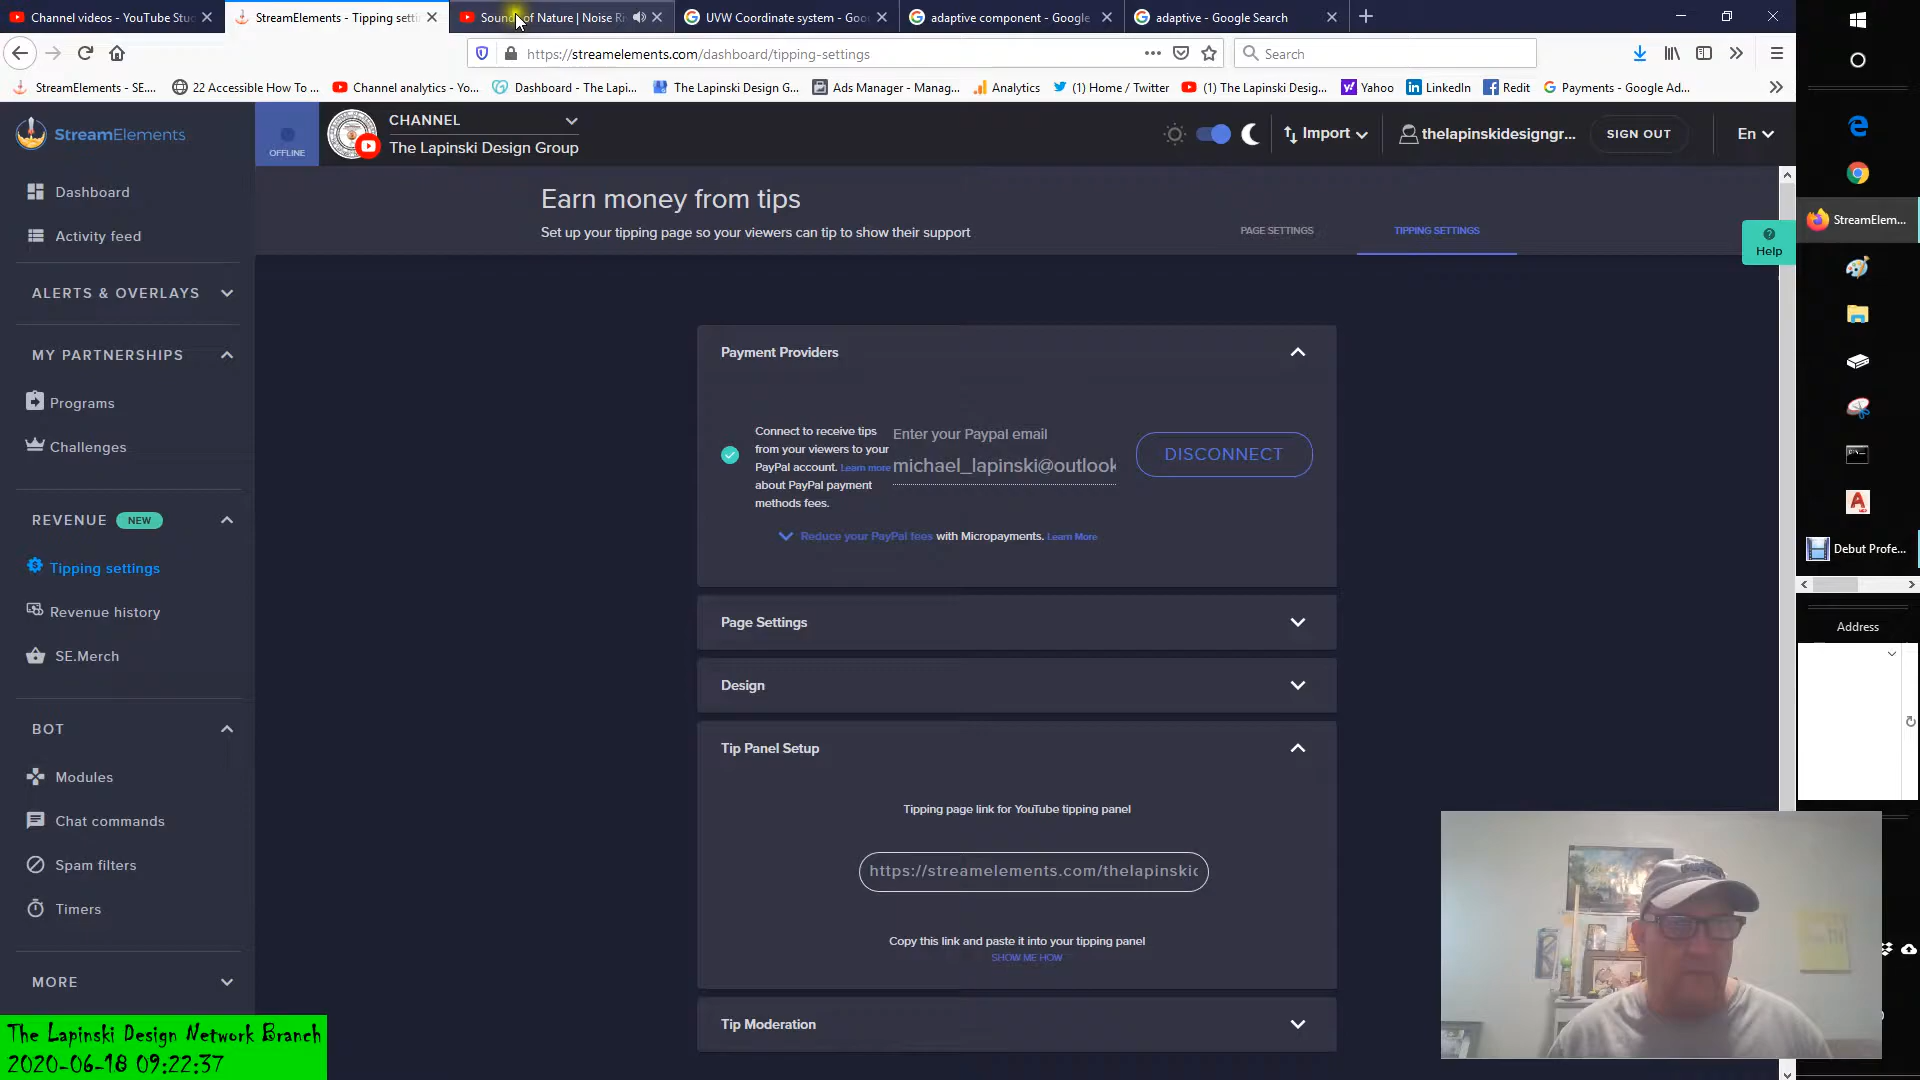 Channel videos - YouTube Stu
StreamElements - Tipping setti
Sounds of Nature | Noise Rr
UVW Coordinate system - Goo
adaptive component - Google
adaptive - Google Search
https://streamelements.com/dashboard/tipping-settings
Search
StreamElements - SE....
22 Accessible How To ...
Channel analytics - Yo...
Dashboard - The Lapi...
The Lapinski Design G...
Ads Manager - Manag...
Analytics
(1) Home / Twitter
(1) The Lapinski Desig...
Yahoo
LinkedIn
Redit
Payments - Google Ad...
StreamElements
OFFLINE
CHANNEL
The Lapinski Design Group
Import
thelapinskidesigngr...
SIGN OUT
En
Dashboard
Activity feed
ALERTS & OVERLAYS
MY PARTNERSHIPS
Programs
Challenges
REVENUE NEW
Tipping settings
Revenue history
SE.Merch
BOT
Modules
Chat commands
Spam filters
Timers
MORE
Earn money from tips
Set up your tipping page so your viewers can tip to show their support
PAGE SETTINGS
TIPPING SETTINGS
Help
Payment Providers
Connect to receive tips
from your viewers to your
PayPal account. Learn more
about PayPal payment
methods fees.
Enter your Paypal email
michael_lapinski@outlook
DISCONNECT
Reduce your PayPal fees with Micropayments. Learn More
Page Settings
Design
Tip Panel Setup
Tipping page link for YouTube tipping panel
https://streamelements.com/thelapinskic
Copy this link and paste it into your tipping panel
SHOW ME HOW
Tip Moderation
StreamElem...
Debut Profe...
Address
The Lapinski Design Network Branch
2020-06-18 09:22:37